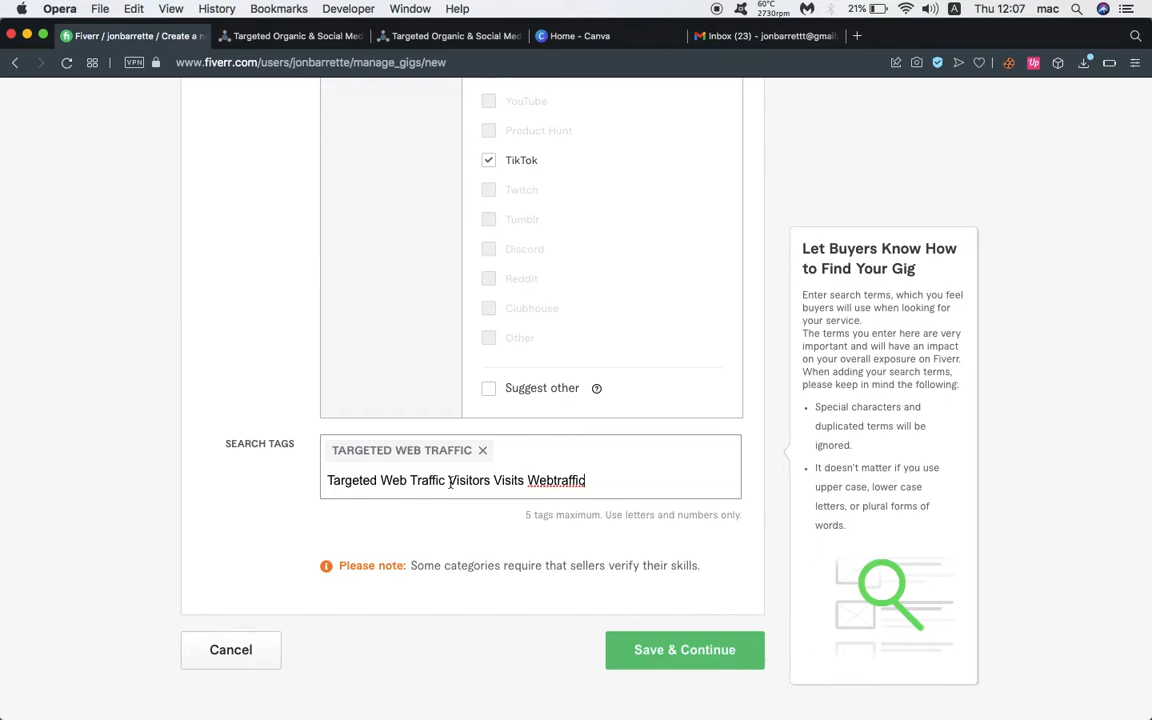 Opera File Edit View History Bookmarks Developer Window Help 60°C 2730rpm 21% A Thu 12:07 mac
Fiverr / jonbarrette / Create a n Targeted Organic & Social Med Targeted Organic & Social Med Home - Canva Inbox (23) - jonbarrettt@gmail.
VPN www.fiverr.com/users/jonbarrette/manage_gigs/new Up
YouTube
Product Hunt
TikTok
Twitch
Tumblr
Discord
Reddit
Clubhouse
Other
Suggest other
SEARCH TAGS
TARGETED WEB TRAFFIC
Targeted Web Traffic Visitors Visits Webtraffic
5 tags maximum. Use letters and numbers only.
Please note: Some categories require that sellers verify their skills.
Cancel
Save & Continue
Let Buyers Know How
to Find Your Gig
Enter search terms, which you feel
buyers will use when looking for
your service.
The terms you enter here are very
important and will have an impact
on your overall exposure on Fiverr.
When adding your search terms,
please keep in mind the following:
• Special characters and
duplicated terms will be
ignored.
• It doesn't matter if you use
upper case, lower case
letters, or plural forms of
words.